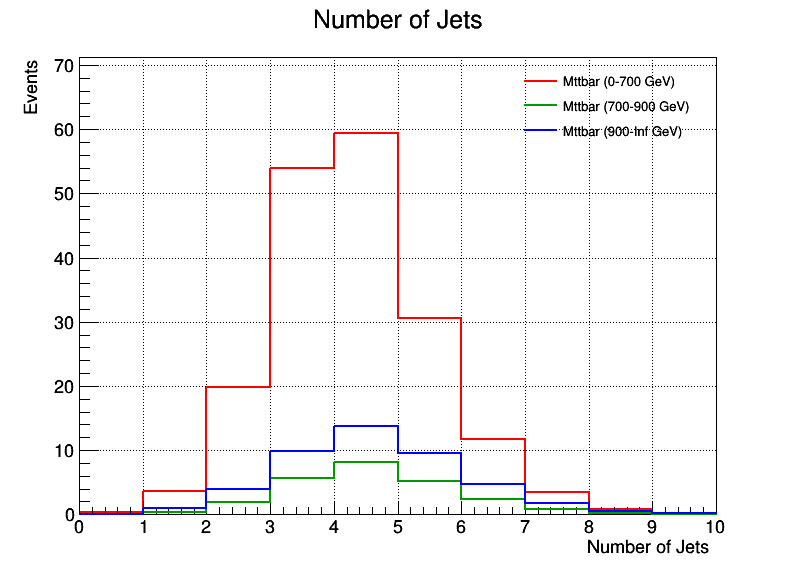 Number of Jets
Events
70
60
50
40
30
20
10
0
Mttbar (0-700 GeV)
Mttbar (700-900 GeV)
Mttbar (900-Inf GeV)
0 1 2 3 4 5 6 7 8 9 10
Number of Jets